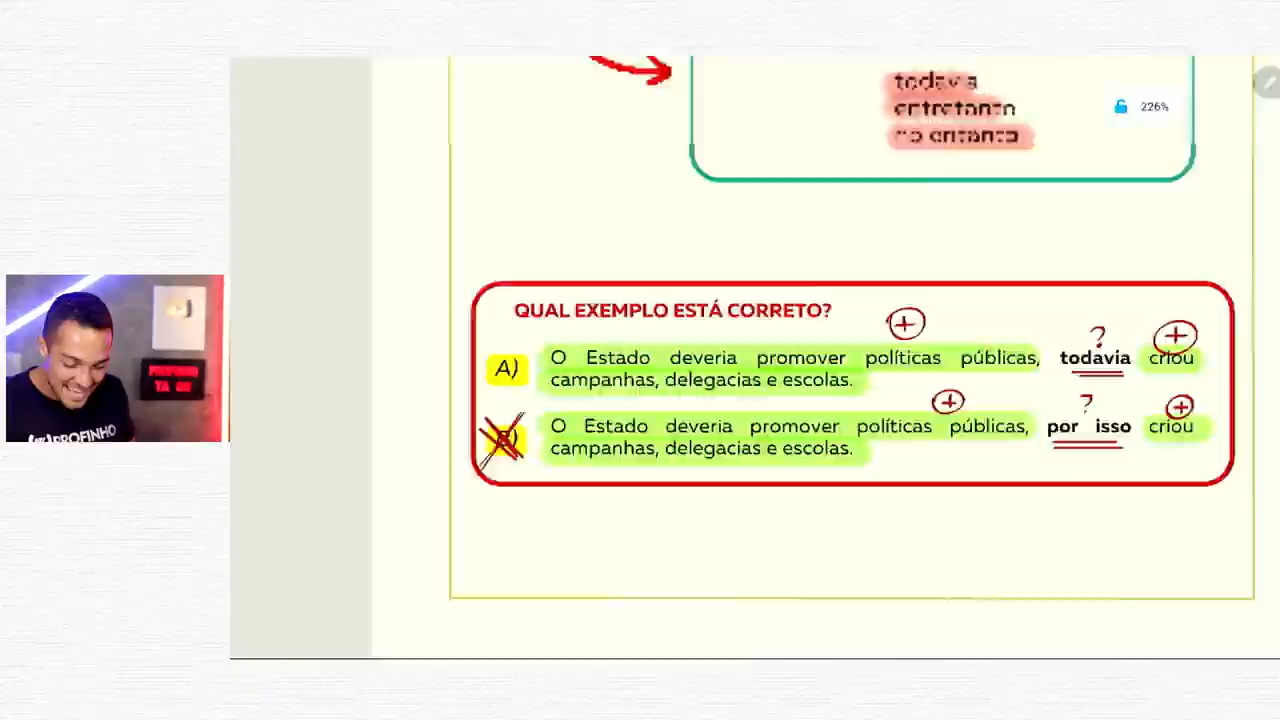 todavia
entretanto
no entanto
226%
QUAL EXEMPLO ESTÁ CORRETO?
+
? +
A) O Estado deveria promover políticas públicas, todavia criou
campanhas, delegacias e escolas.
+ ? +
B) O Estado deveria promover políticas públicas, por isso criou
campanhas, delegacias e escolas.
PROFINHO